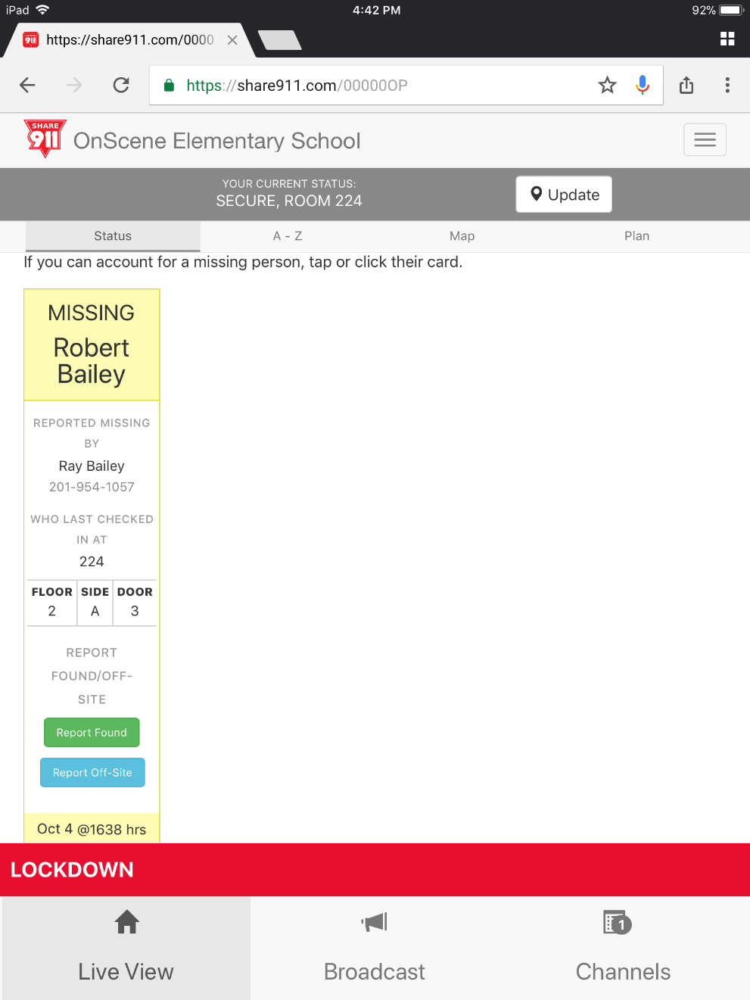 iPad 4:42 PM 92%
https://share911.com/0000
https://share911.com/00000OP
SHARE
911 OnScene Elementary School
YOUR CURRENT STATUS:
SECURE, ROOM 224
Update
Status A - Z Map Plan
If you can account for a missing person, tap or click their card.
MISSING
Robert
Bailey
REPORTED MISSING
BY
Ray Bailey
201-954-1057
WHO LAST CHECKED
IN AT
224
FLOOR SIDE DOOR
2 A 3
REPORT
FOUND/OFF-
SITE
Report Found
Report Off-Site
Oct 4 @1638 hrs
LOCKDOWN
1
Live View Broadcast Channels